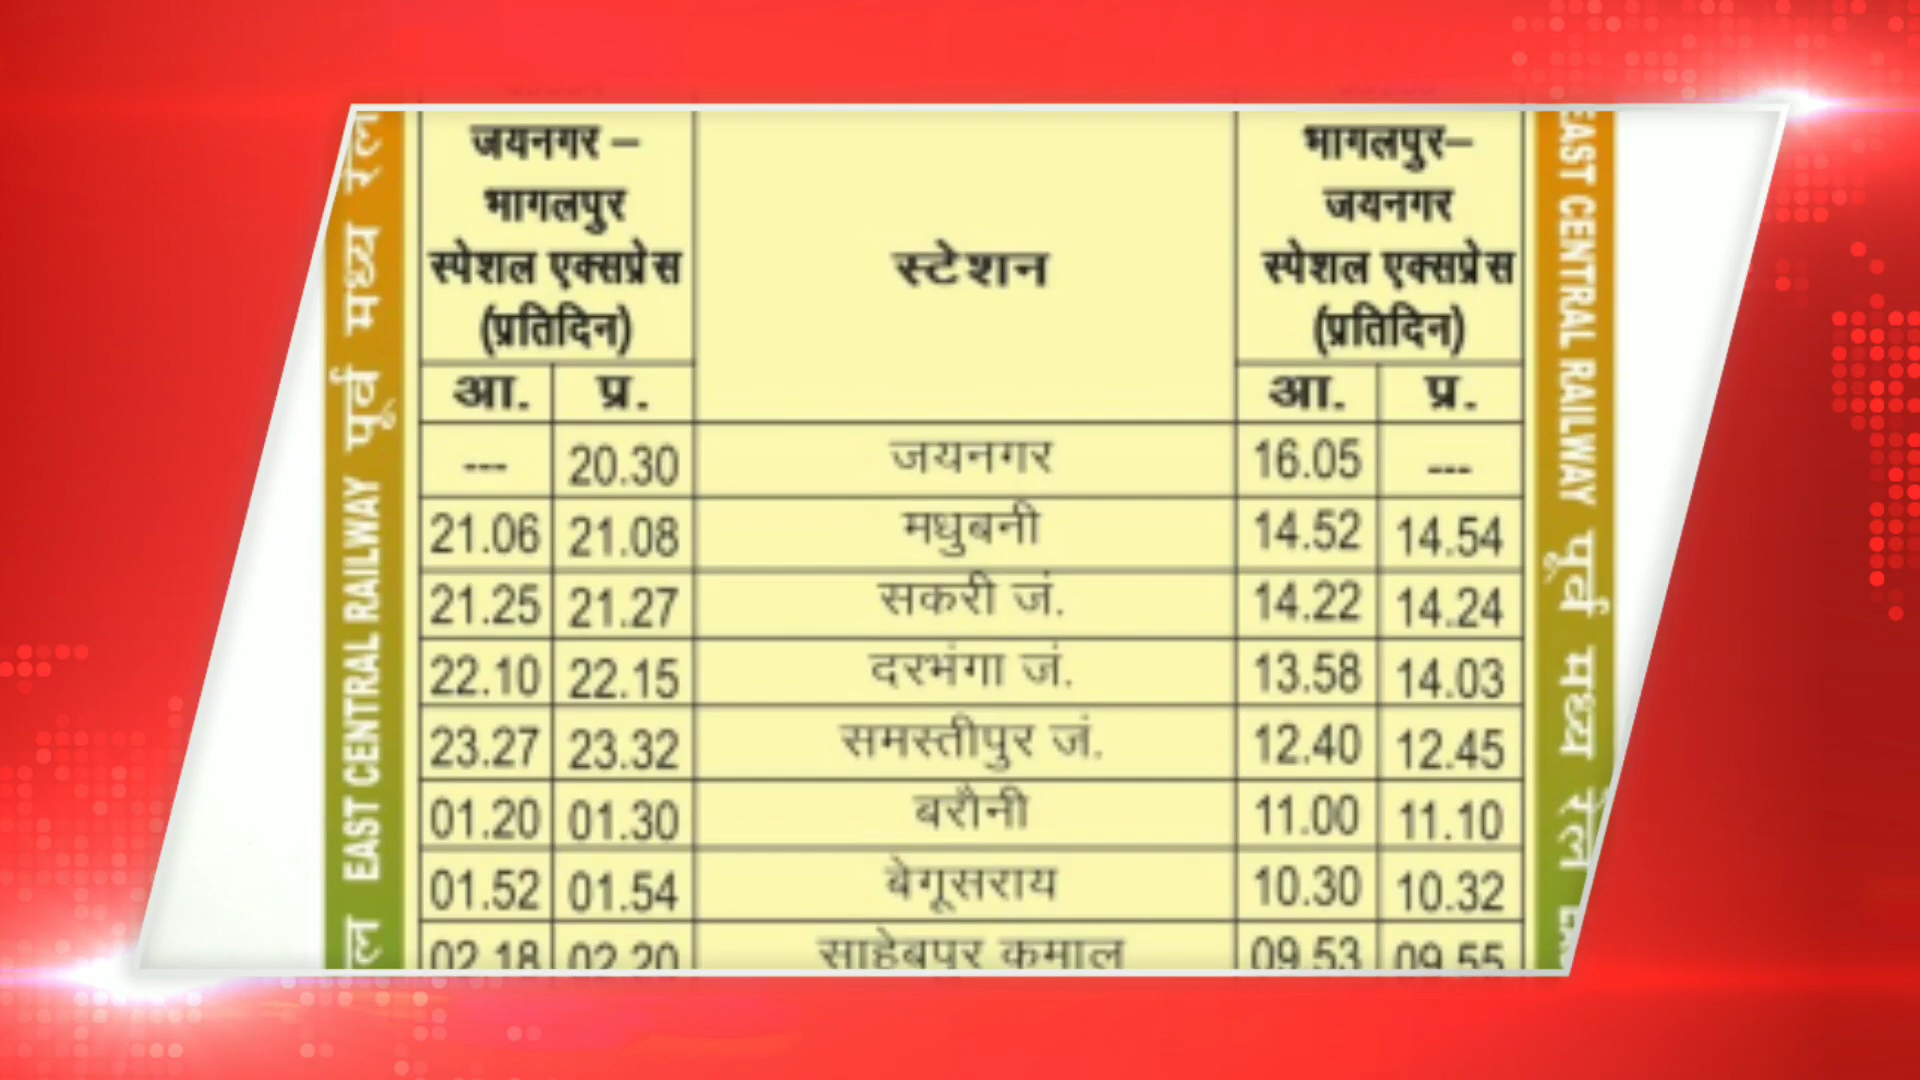 जयनगर –
भागलपुर
स्पेशल एक्सप्रेस
(प्रतिदिन)
स्टेशन
भागलपुर–
जयनगर
स्पेशल एक्सप्रेस
(प्रतिदिन)
आ. प्र. आ. प्र.
--- 20.30 जयनगर 16.05 ---
21.06 21.08 मधुबनी 14.52 14.54
21.25 21.27 सकरी जं. 14.22 14.24
22.10 22.15 दरभंगा जं. 13.58 14.03
23.27 23.32 समस्तीपुर जं. 12.40 12.45
01.20 01.30 बरौनी 11.00 11.10
01.52 01.54 बेगूसराय 10.30 10.32
02.18 02.20 साहेबपुर कमाल 09.53 09.55
EAST CENTRAL RAILWAY पूर्व मध्य रेल
EAST CENTRAL RAILWAY पूर्व मध्य रेल